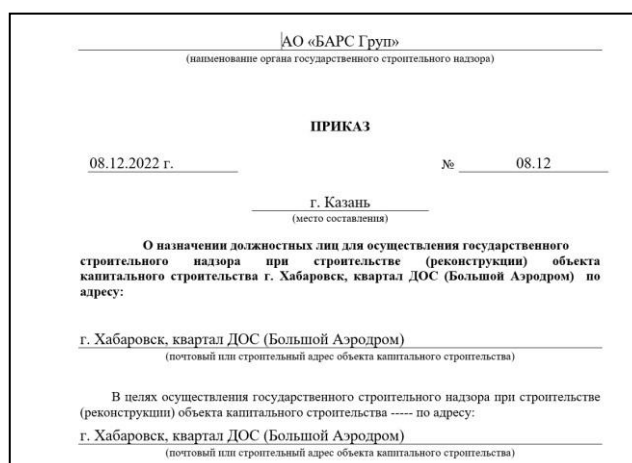 АО «БАРС Груп»
(наименование органа государственного строительного надзора)
ПРИКАЗ
08.12.2022 г. № 08.12
г. Казань
(место составления)
О назначении должностных лиц для осуществления государственного
строительного надзора при строительстве (реконструкции) объекта
капитального строительства г. Хабаровск, квартал ДОС (Большой Аэродром) по
адресу:
г. Хабаровск, квартал ДОС (Большой Аэродром)
(почтовый или строительный адрес объекта капитального строительства)
В целях осуществления государственного строительного надзора при строительстве
(реконструкции) объекта капитального строительства ----- по адресу:
г. Хабаровск, квартал ДОС (Большой Аэродром)
(почтовый или строительный адрес объекта капитального строительства)